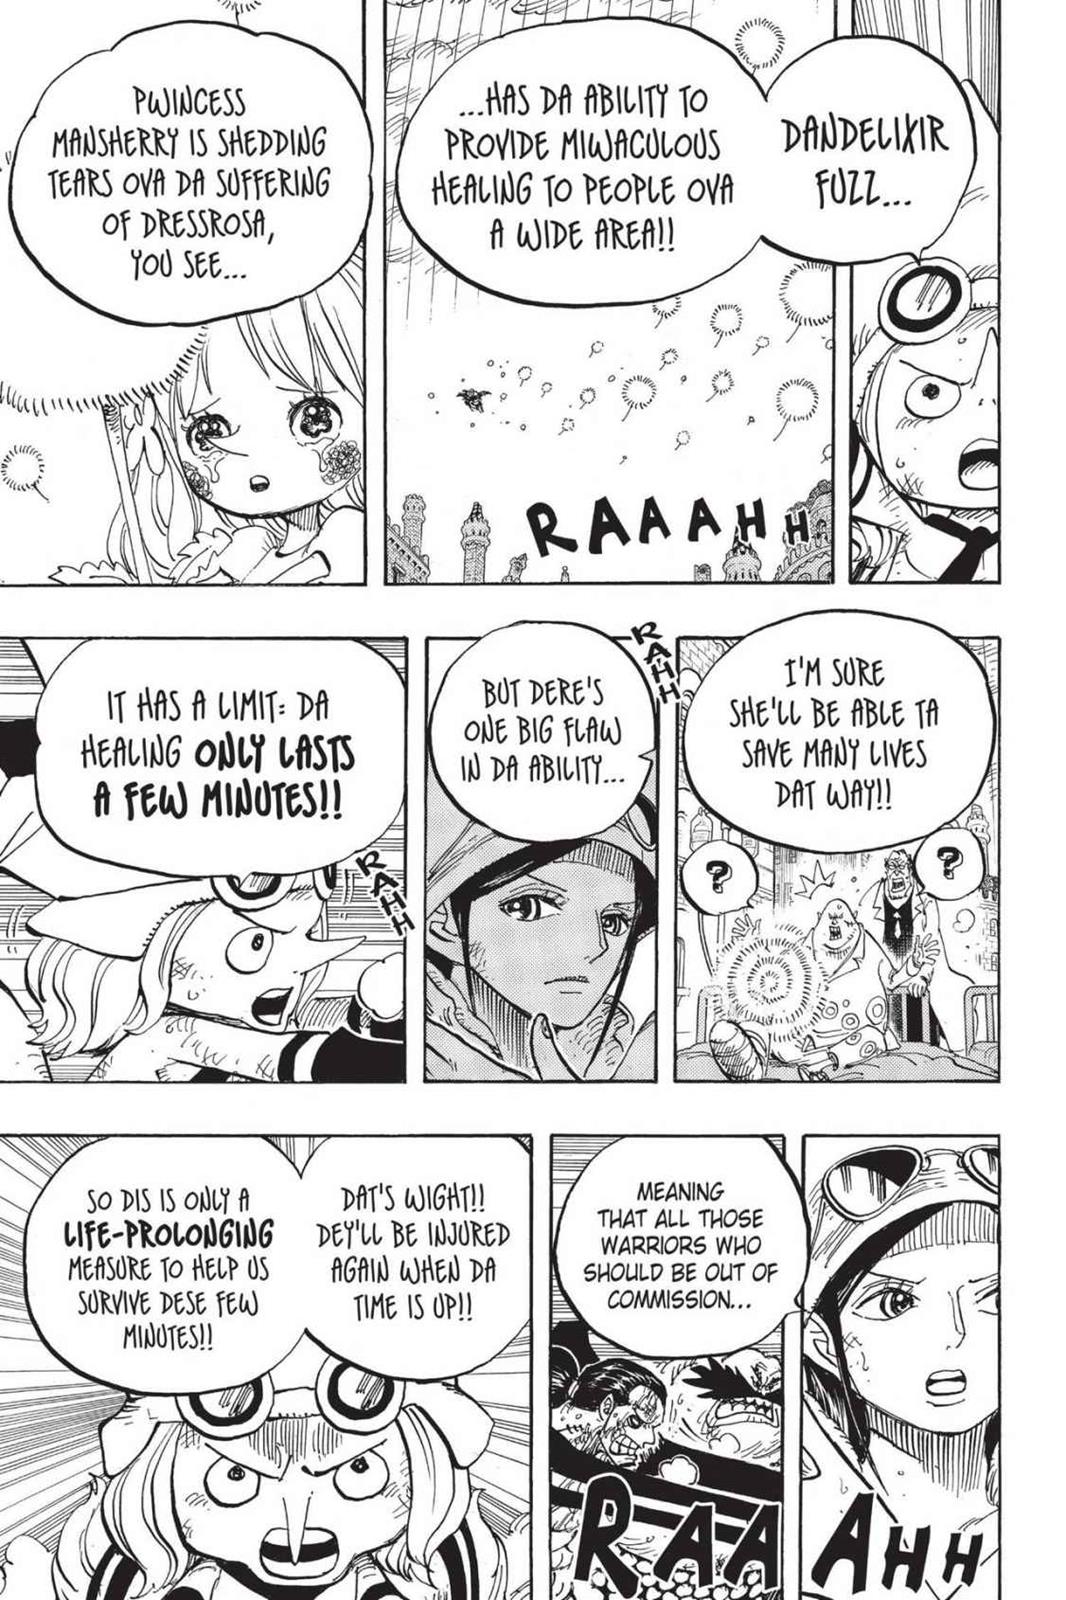 DANDELIXIR
FUZZ...
...HAS DA ABILITY TO
PROVIDE MIWACULOUS
HEALING TO PEOPLE OVA
A WIDE AREA!!
RAAAHH
PWINCESS
MANSHERRY IS SHEDDING
TEARS OVA DA SUFFERING
OF DRESSROSA,
YOU SEE...
I'M SURE
SHE'LL BE ABLE TA
SAVE MANY LIVES
DAT WAY!!
?
?
RAHH
BUT DERE'S
ONE BIG FLAW
IN DA ABILITY...
IT HAS A LIMIT: DA
HEALING ONLY LASTS
A FEW MINUTES!!
RAHH
MEANING
THAT ALL THOSE
WARRIORS WHO
SHOULD BE OUT OF
COMMISSION...
RAAAHH
DAT'S WIGHT!!
DEY'LL BE INJURED
AGAIN WHEN DA
TIME IS UP!!
SO DIS IS ONLY A
LIFE-PROLONGING
MEASURE TO HELP US
SURVIVE DESE FEW
MINUTES!!